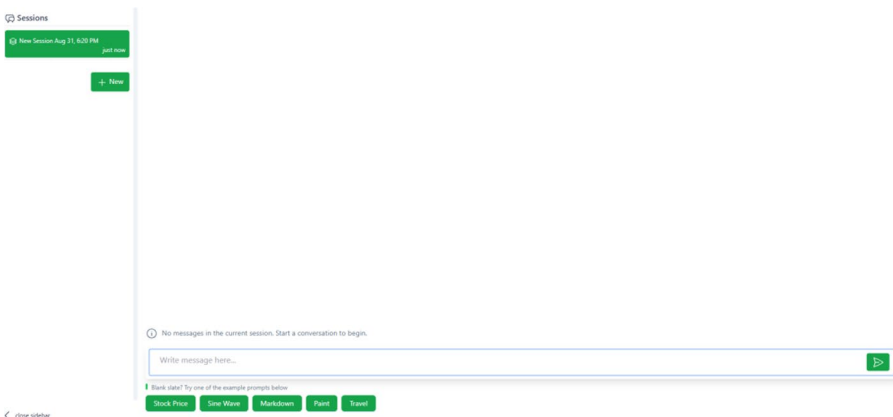 Sessions
New Session Aug 31, 6:20 PM
just now
+ New
No messages in the current session. Start a conversation to begin.
Write message here...
Blank slate? Try one of the example prompts below
Stock Price Sine Wave Markdown Paint Travel
close sidebar